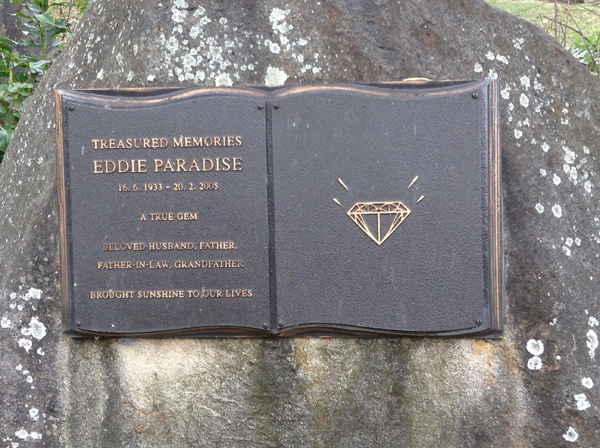 TREASURED MEMORIES
EDDIE PARADISE
16. 6. 1933 - 20. 2. 2005
A TRUE GEM
BELOVED HUSBAND, FATHER,
FATHER-IN-LAW, GRANDFATHER
BROUGHT SUNSHINE TO OUR LIVES